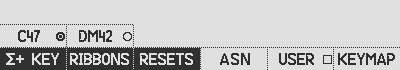 C47 DM42
Σ+ KEY RIBBONS RESETS ASN USER KEYMAP